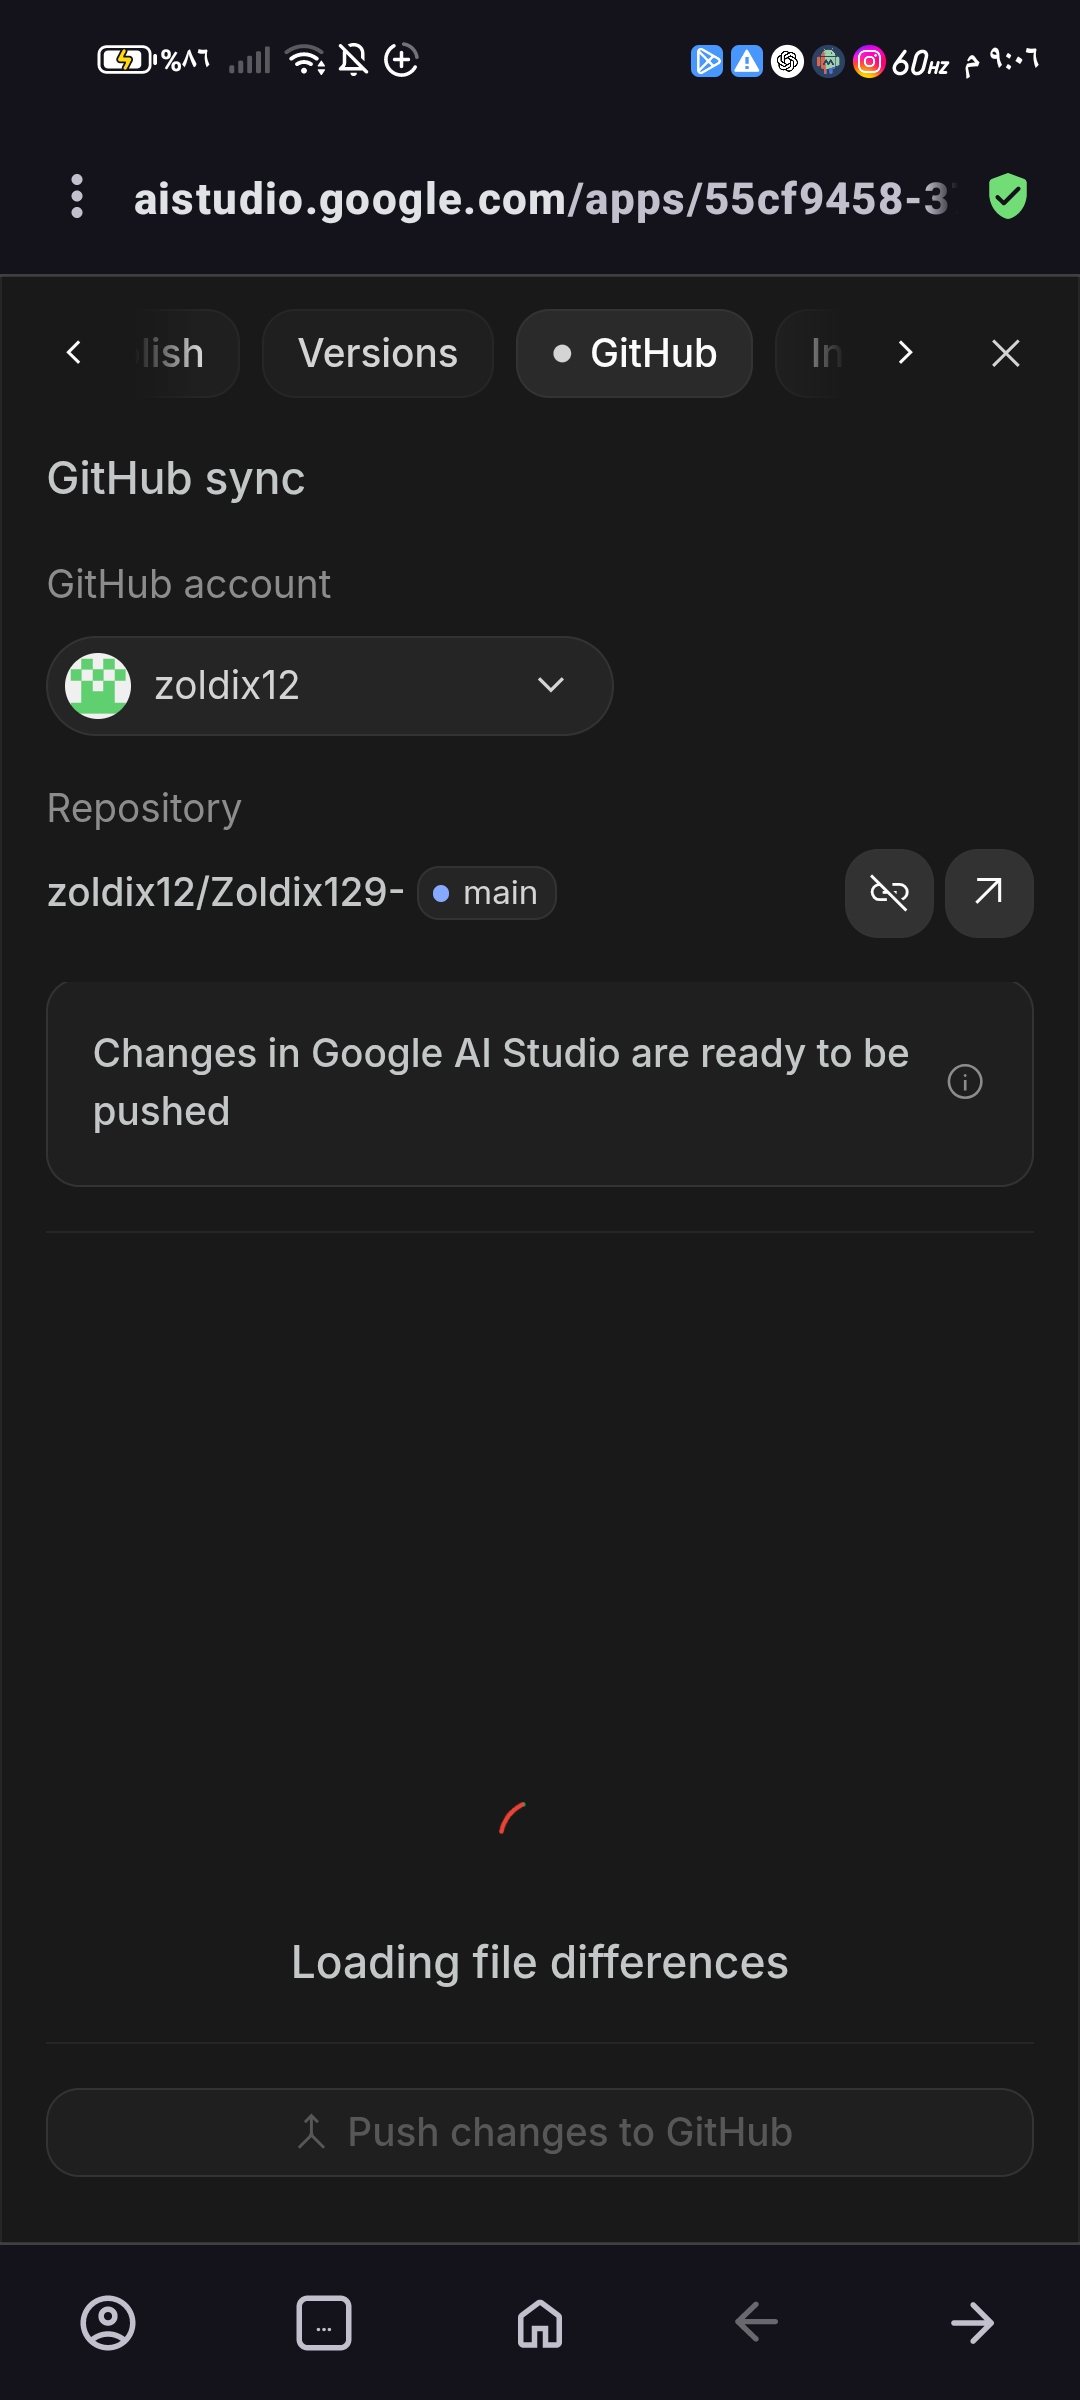 %٨٦
60HZ
٩:٠٦ م
aistudio.google.com/apps/55cf9458-3
lish
Versions
GitHub
In
GitHub sync
GitHub account
zoldix12
Repository
zoldix12/Zoldix129-
main
Changes in Google AI Studio are ready to be
pushed
Loading file differences
Push changes to GitHub